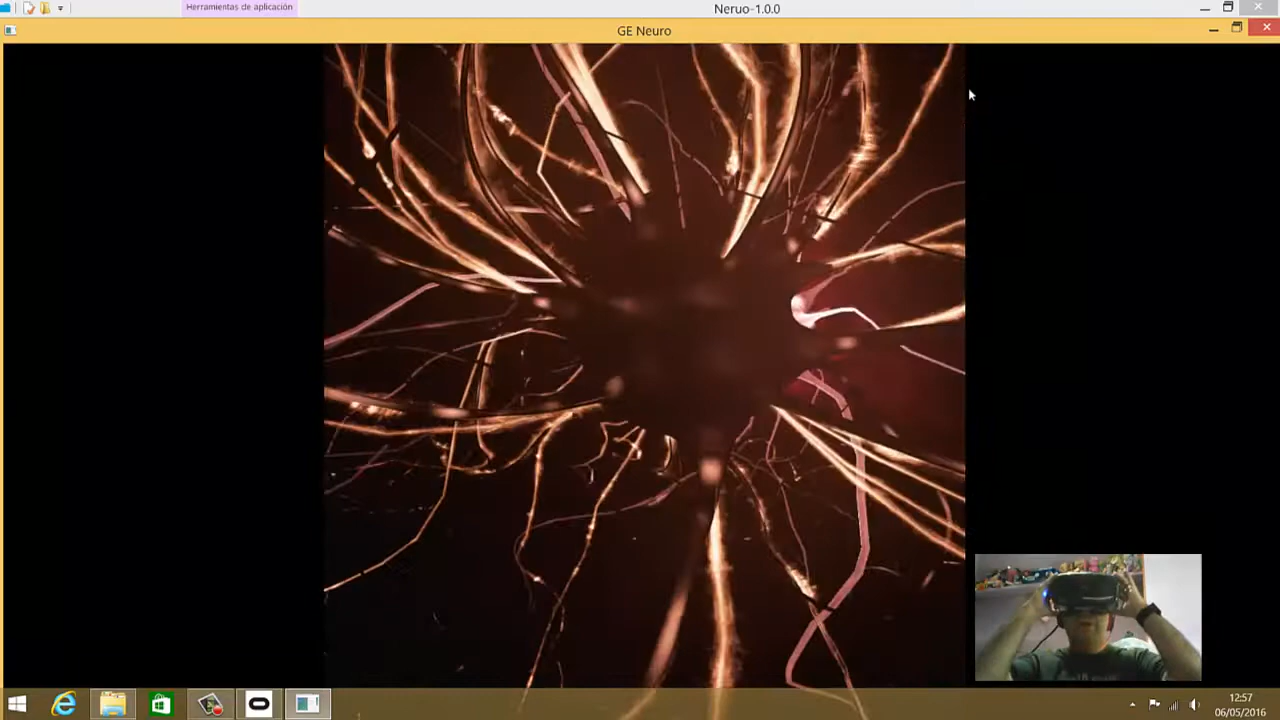 Herramientas de aplicación
Neruo-1.0.0
GE Neuro
12:57
06/05/2016